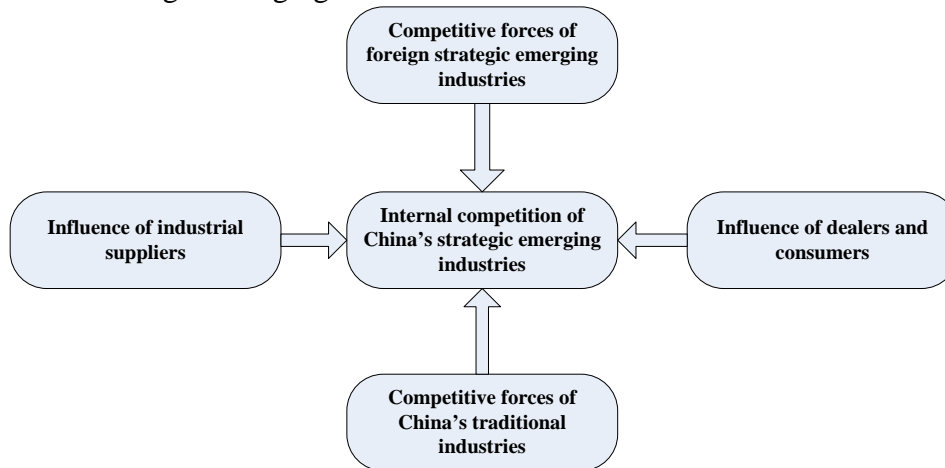 Competitive forces of
foreign strategic emerging
industries
Influence of industrial
suppliers
Internal competition of
China’s strategic emerging
industries
Influence of dealers and
consumers
Competitive forces of
China’s traditional
industries